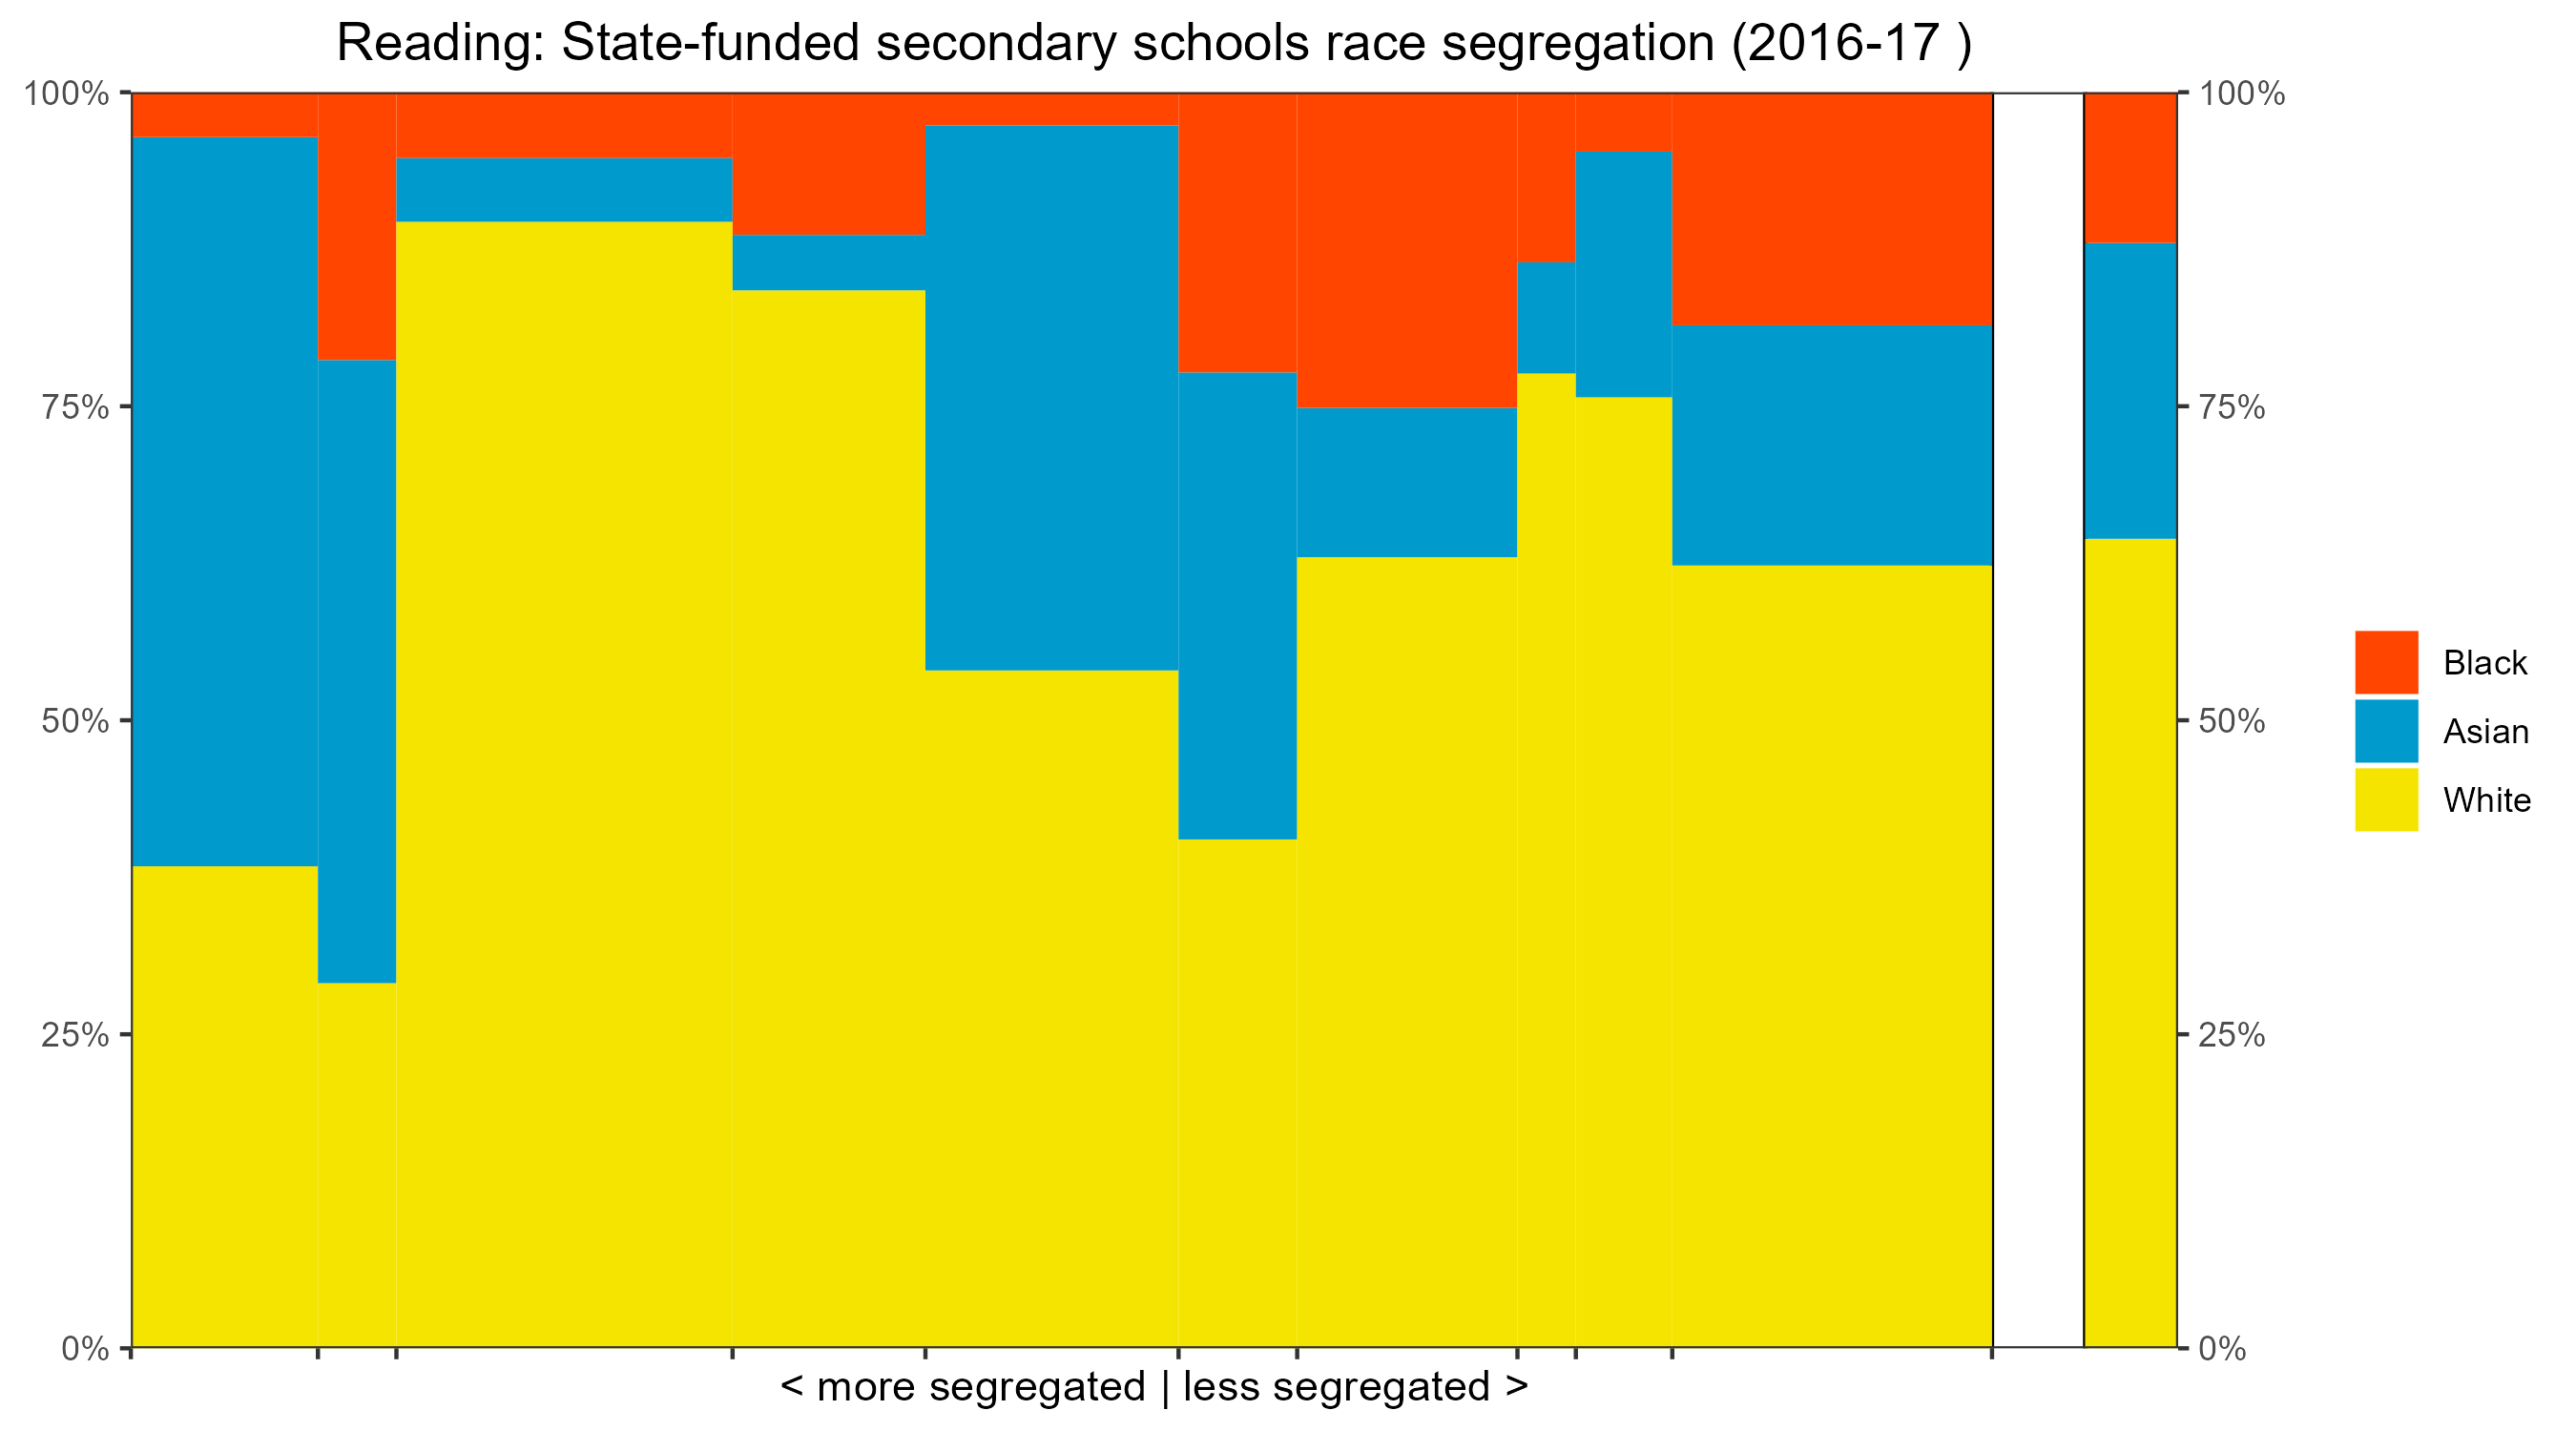 Reading: State-funded secondary schools race segregation (2016-17 )
100%
75%
50%
25%
0%
100%
75%
50%
25%
0%
Black
Asian
White
< more segregated | less segregated >